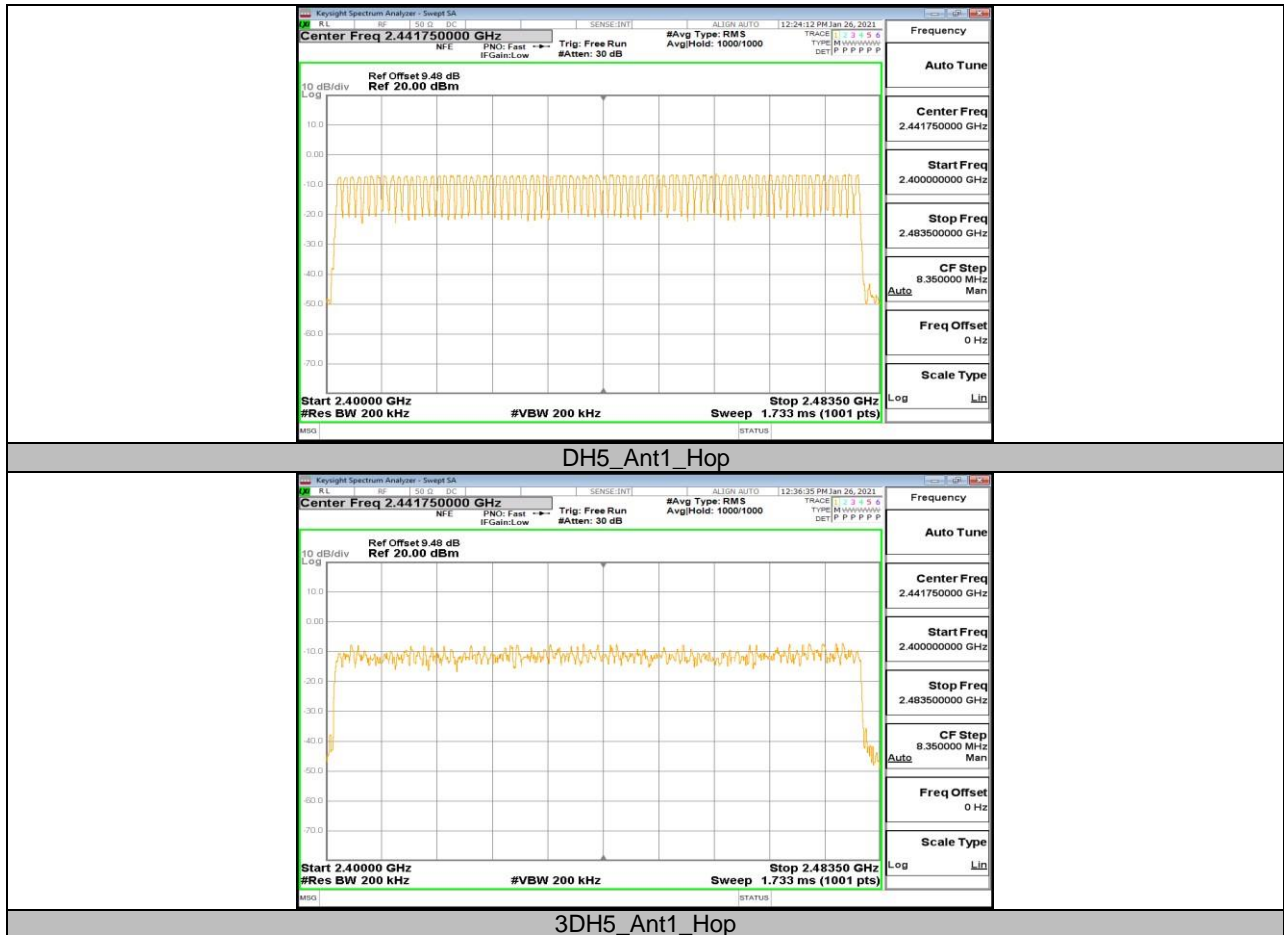 Keysight Spectrum Analyzer - Swept SA
RL RF 50 Ω DC SENSE:INT ALIGN AUTO 12:24:12 PM Jan 26, 2021
Center Freq 2.441750000 GHz #Avg Type: RMS TRACE 1 2 3 4 5 6 Frequency
NFE PNO: Fast Trig: Free Run Avg|Hold: 1000/1000 TYPE M
IFGain:Low #Atten: 30 dB DET P P P P P P
Auto Tune
Ref Offset 9.48 dB
10 dB/div Ref 20.00 dBm
Log
Center Freq
2.441750000 GHz
10.0
0.00
Start Freq
2.400000000 GHz
-10.0
-20.0
Stop Freq
2.483500000 GHz
-30.0
CF Step
8.350000 MHz
Auto Man
-40.0
-50.0
Freq Offset
0 Hz
-60.0
-70.0
Scale Type
Log Lin
Start 2.40000 GHz Stop 2.48350 GHz
#Res BW 200 kHz #VBW 200 kHz Sweep 1.733 ms (1001 pts)
MSG STATUS
DH5_Ant1_Hop
Keysight Spectrum Analyzer - Swept SA
RL RF 50 Ω DC SENSE:INT ALIGN AUTO 12:36:35 PM Jan 26, 2021
Center Freq 2.441750000 GHz #Avg Type: RMS TRACE 1 2 3 4 5 6 Frequency
NFE PNO: Fast Trig: Free Run Avg|Hold: 1000/1000 TYPE M
IFGain:Low #Atten: 30 dB DET P P P P P P
Auto Tune
Ref Offset 9.48 dB
10 dB/div Ref 20.00 dBm
Log
Center Freq
2.441750000 GHz
10.0
0.00
Start Freq
2.400000000 GHz
-10.0
-20.0
Stop Freq
2.483500000 GHz
-30.0
CF Step
8.350000 MHz
Auto Man
-40.0
-50.0
Freq Offset
0 Hz
-60.0
-70.0
Scale Type
Log Lin
Start 2.40000 GHz Stop 2.48350 GHz
#Res BW 200 kHz #VBW 200 kHz Sweep 1.733 ms (1001 pts)
MSG STATUS
3DH5_Ant1_Hop